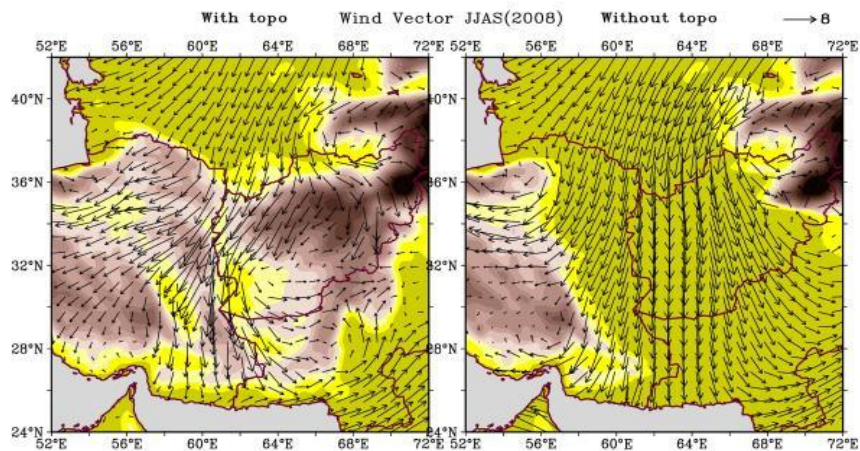 With topo Wind Vector JJAS(2008) Without topo 8
52°E 56°E 60°E 64°E 68°E 72°E 52°E 56°E 60°E 64°E 68°E 72°E
40°N 40°N
36°N 36°N
32°N 32°N
28°N 28°N
24°N 24°N
52°E 56°E 60°E 64°E 68°E 72°E 52°E 56°E 60°E 64°E 68°E 72°E